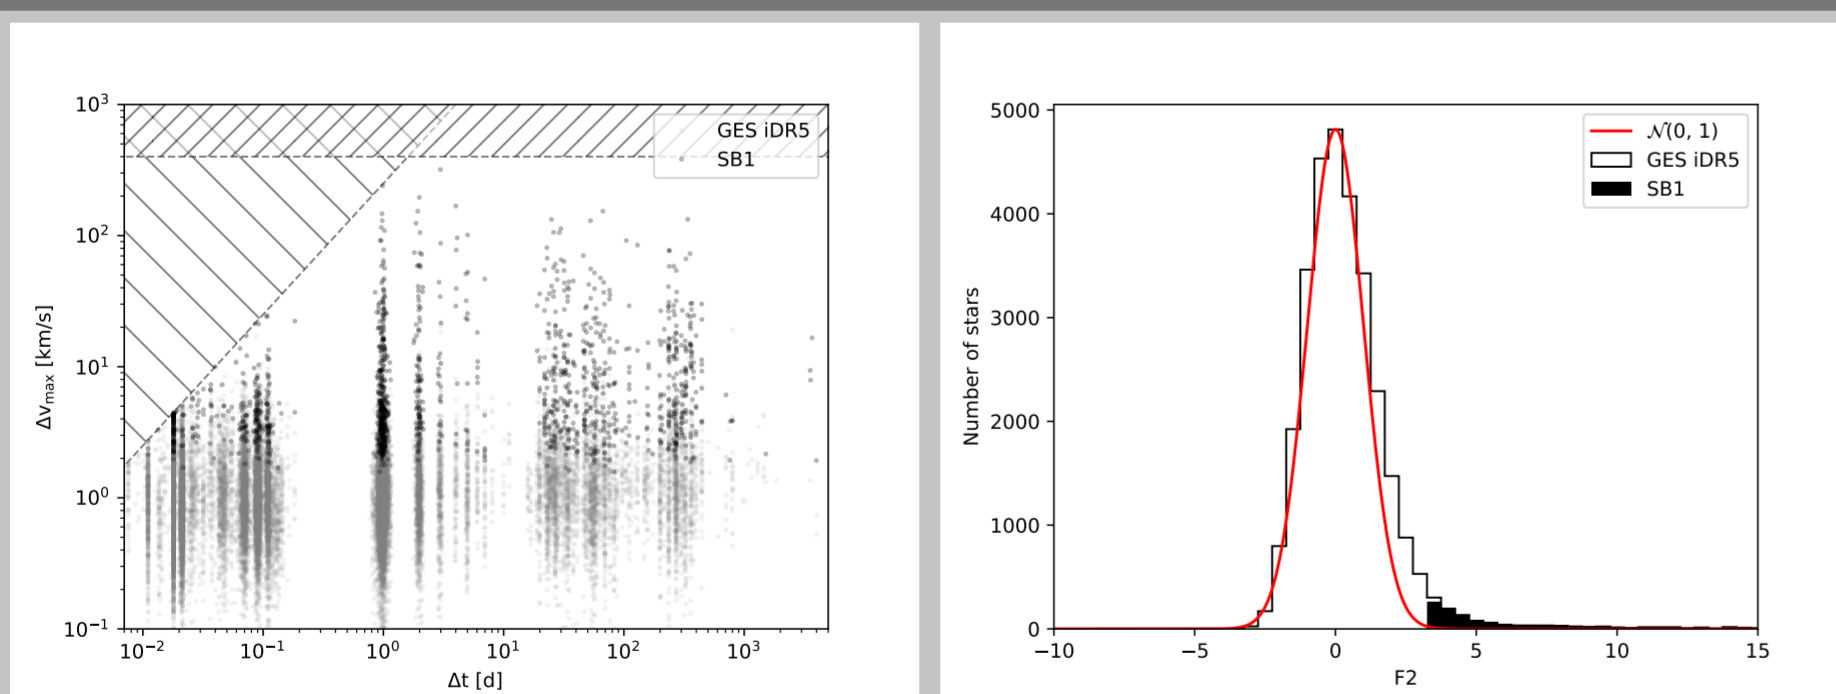 10³
10²
10¹
10⁰
10⁻¹
Δv_max [km/s]
GES iDR5
SB1
10⁻²
10⁻¹
10⁰
10¹
10²
10³
Δt [d]
5000
4000
3000
2000
1000
0
Number of stars
𝒩(0, 1)
GES iDR5
SB1
−10
−5
0
5
10
15
F2